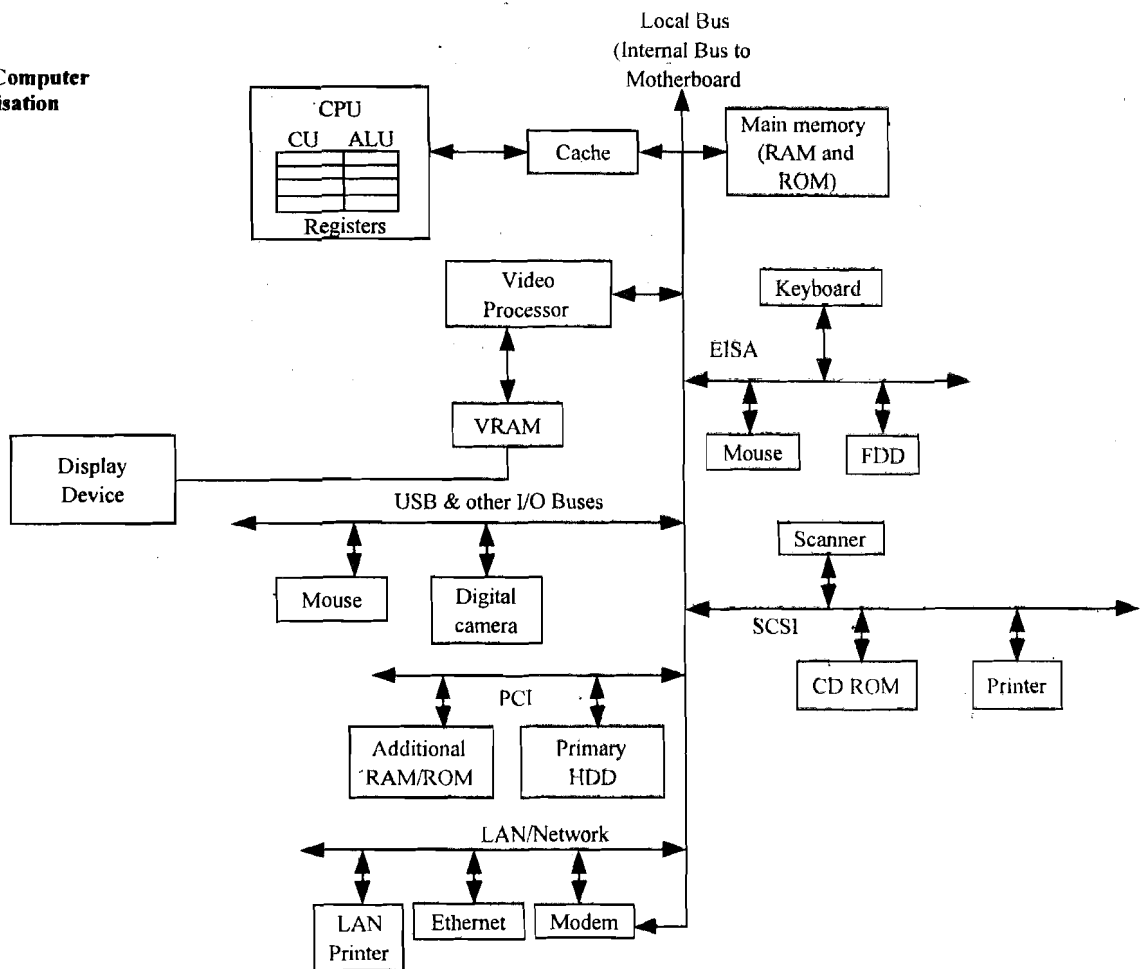 Local Bus
(Internal Bus to
Motherboard
Computer
isation
CPU
CU ALU
Registers
Cache
Main memory
(RAM and
ROM)
Video
Processor
Keyboard
EISA
VRAM
Mouse
FDD
Display
Device
USB & other I/O Buses
Scanner
Mouse
Digital
camera
SCSI
CD ROM
Printer
PCI
Additional
RAM/ROM
Primary
HDD
LAN/Network
LAN
Printer
Ethernet
Modem